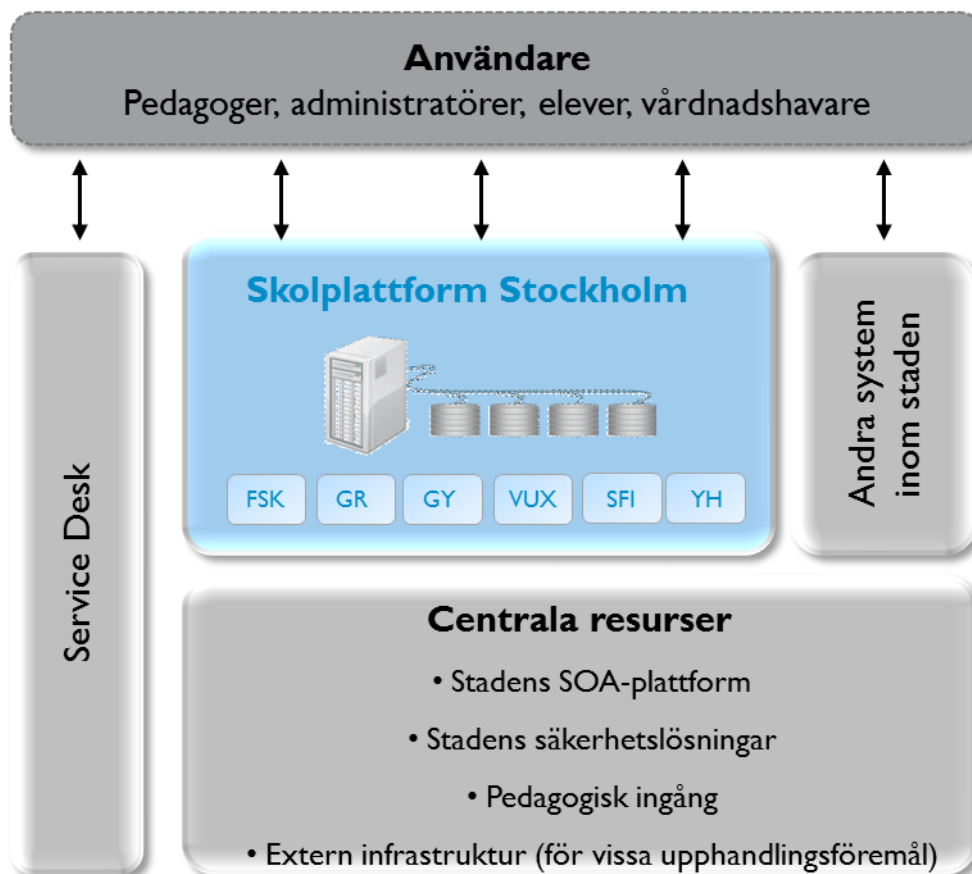 Användare
Pedagoger, administratörer, elever, vårdnadshavare
Service Desk
Skolplattform Stockholm
FSK GR GY VUX SFI YH
Andra system
inom staden
Centrala resurser
• Stadens SOA-plattform
• Stadens säkerhetslösningar
• Pedagogisk ingång
• Extern infrastruktur (för vissa upphandlingsföremål)